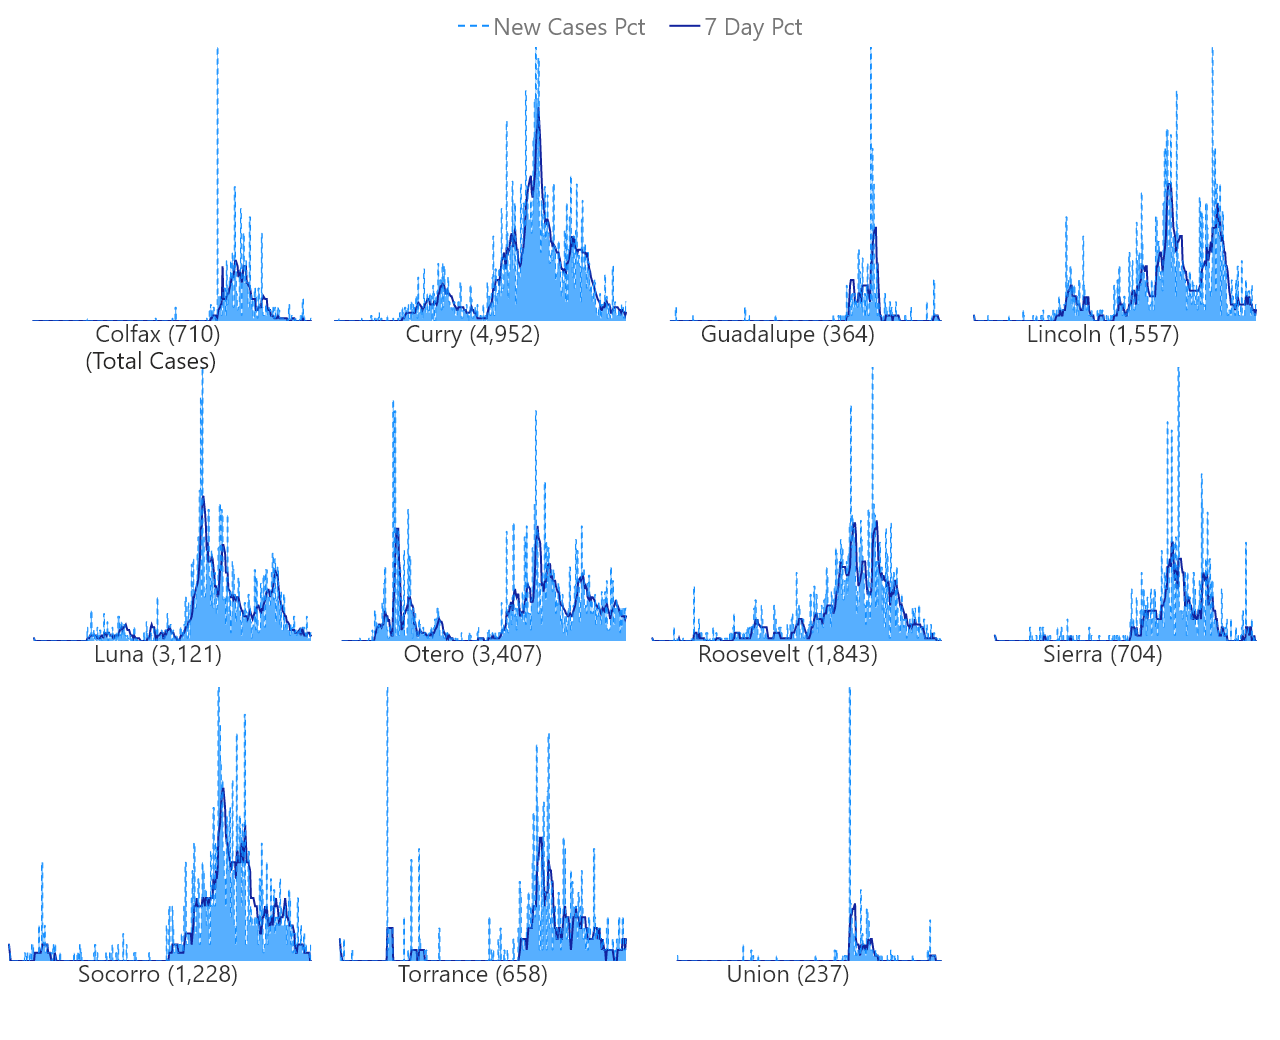 New Cases Pct 7 Day Pct
Colfax (710) Curry (4,952) Guadalupe (364) Lincoln (1,557)
(Total Cases)
Luna (3,121) Otero (3,407) Roosevelt (1,843) Sierra (704)
Socorro (1,228) Torrance (658) Union (237)